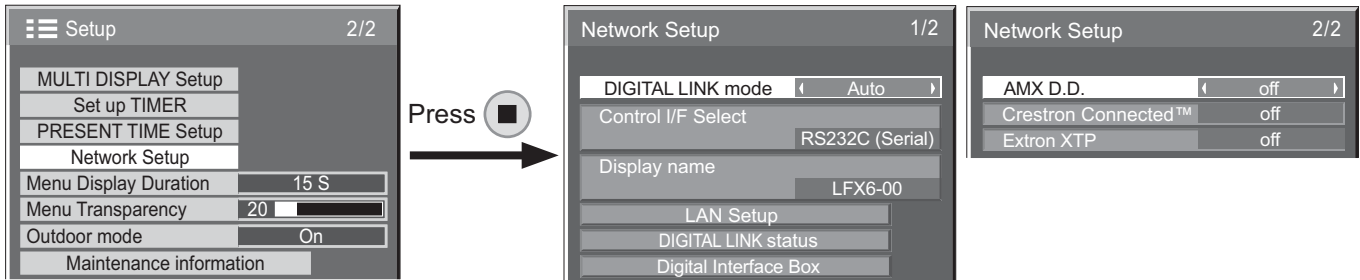 Setup 2/2
MULTI DISPLAY Setup
Set up TIMER
PRESENT TIME Setup
Network Setup
Menu Display Duration 15 S
Menu Transparency 20
Outdoor mode On
Maintenance information
Press
Network Setup 1/2
DIGITAL LINK mode Auto
Control I/F Select
RS232C (Serial)
Display name
LFX6-00
LAN Setup
DIGITAL LINK status
Digital Interface Box
Network Setup 2/2
AMX D.D. off
Crestron Connected™ off
Extron XTP off